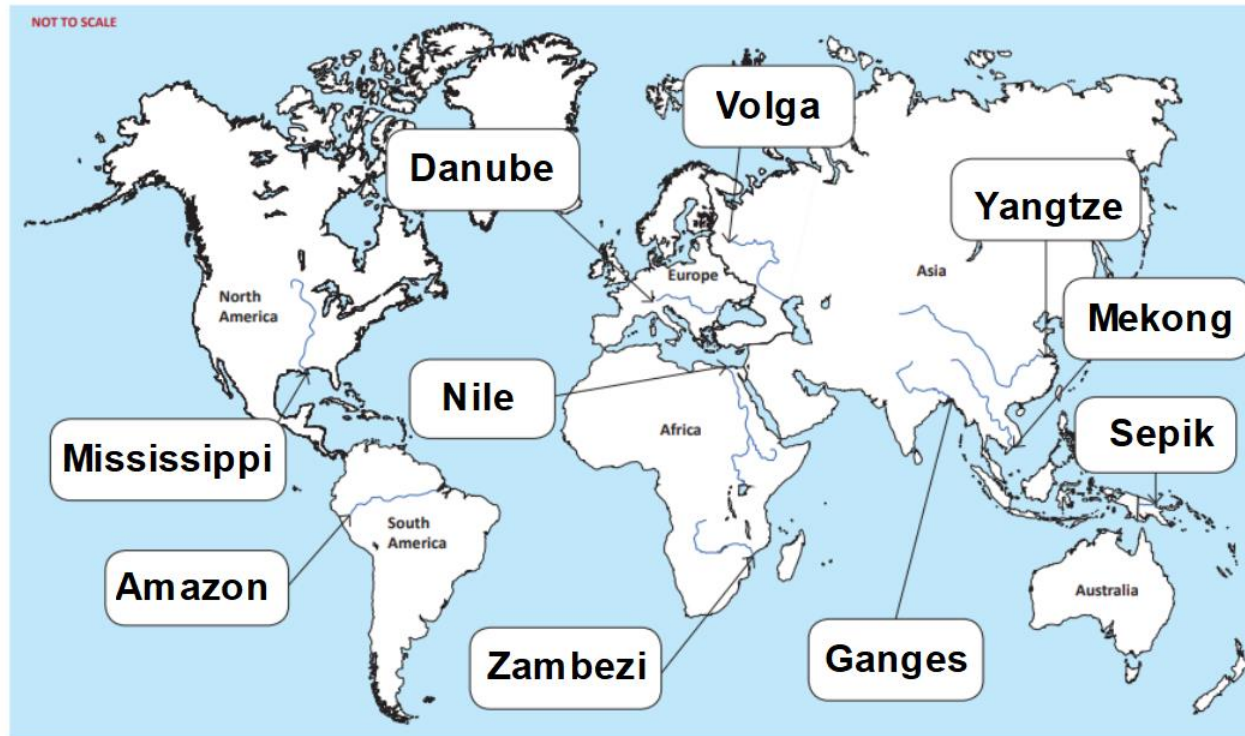 NOT TO SCALE
Volga
Danube
Yangtze
Europe
Asia
North
America
Mekong
Nile
Africa
Sepik
Mississippi
South
America
Amazon
Australia
Zambezi
Ganges